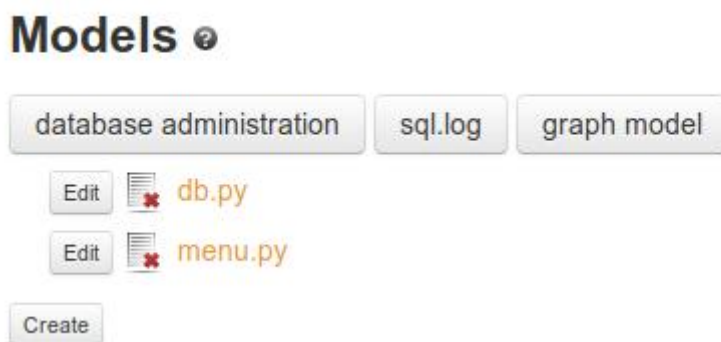 Models ?
database administration sql.log graph model
Edit db.py
Edit menu.py
Create